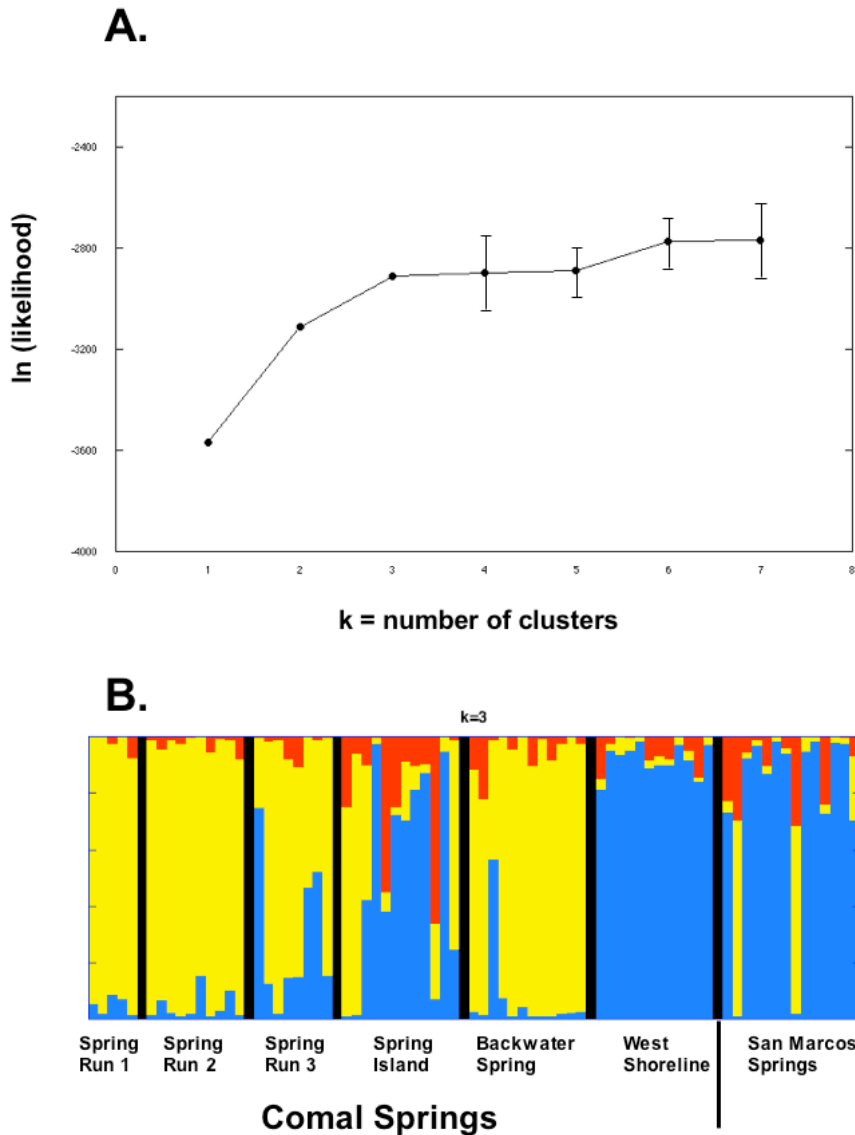 A.
-2400
-2800
-3200
-3600
-4000
ln (likelihood)
0 1 2 3 4 5 6 7 8
k = number of clusters
B.
k=3
Spring Spring Spring Spring Backwater West San Marcos
Run 1 Run 2 Run 3 Island Spring Shoreline Springs
Comal Springs